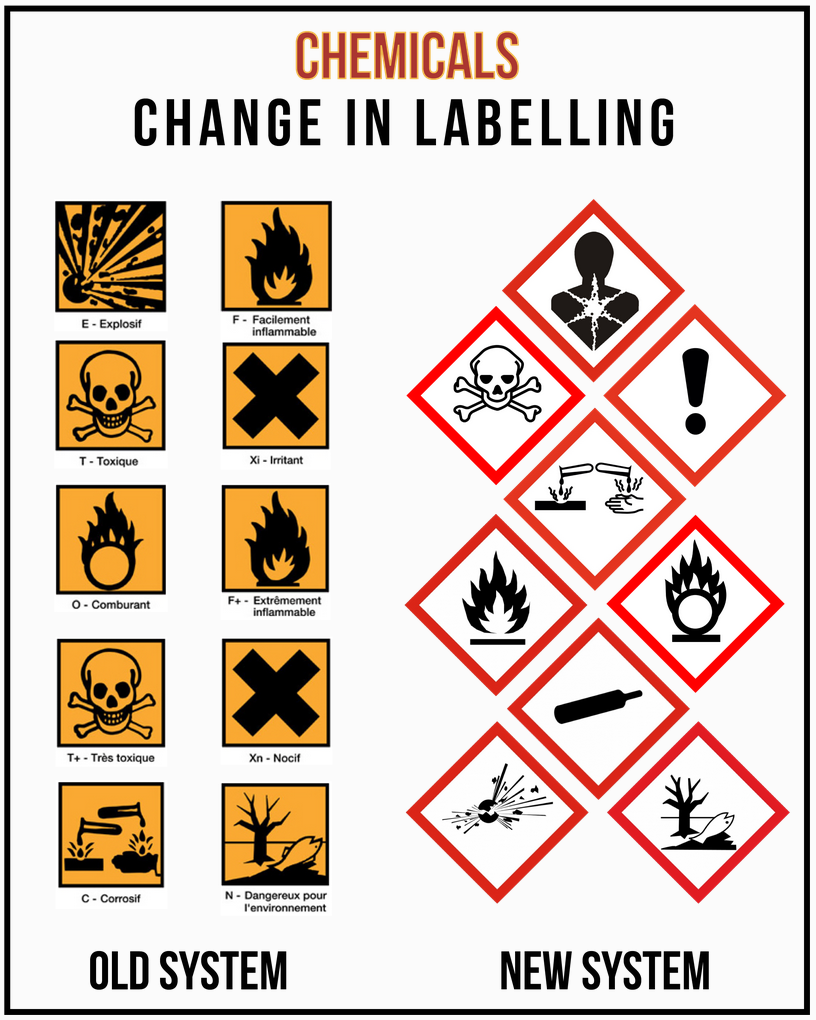 CHEMICALS
CHANGE IN LABELLING
E - Explosif
F - Facilement
inflammable
T - Toxique
Xi - Irritant
O - Comburant
F+ - Extrêmement
inflammable
T+ - Très toxique
Xn - Nocif
C - Corrosif
N - Dangereux pour
l'environnement
OLD SYSTEM
NEW SYSTEM